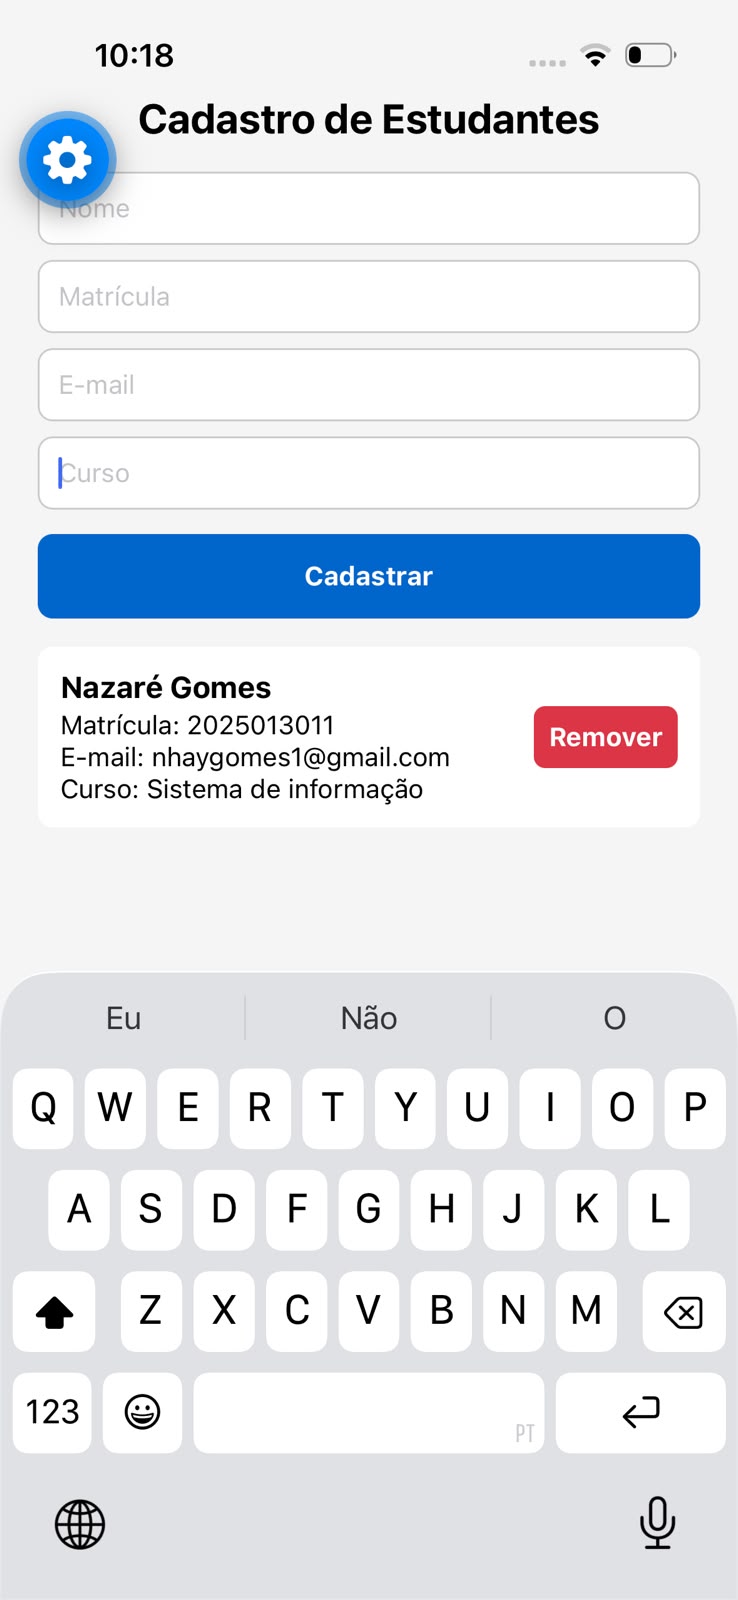 10:18
Cadastro de Estudantes
Nome
Matrícula
E-mail
Curso
Cadastrar
Nazaré Gomes
Matrícula: 2025013011
E-mail: nhaygomes1@gmail.com
Curso: Sistema de informação
Remover
Eu Não O
Q W E R T Y U I O P
A S D F G H J K L
Z X C V B N M
123 PT